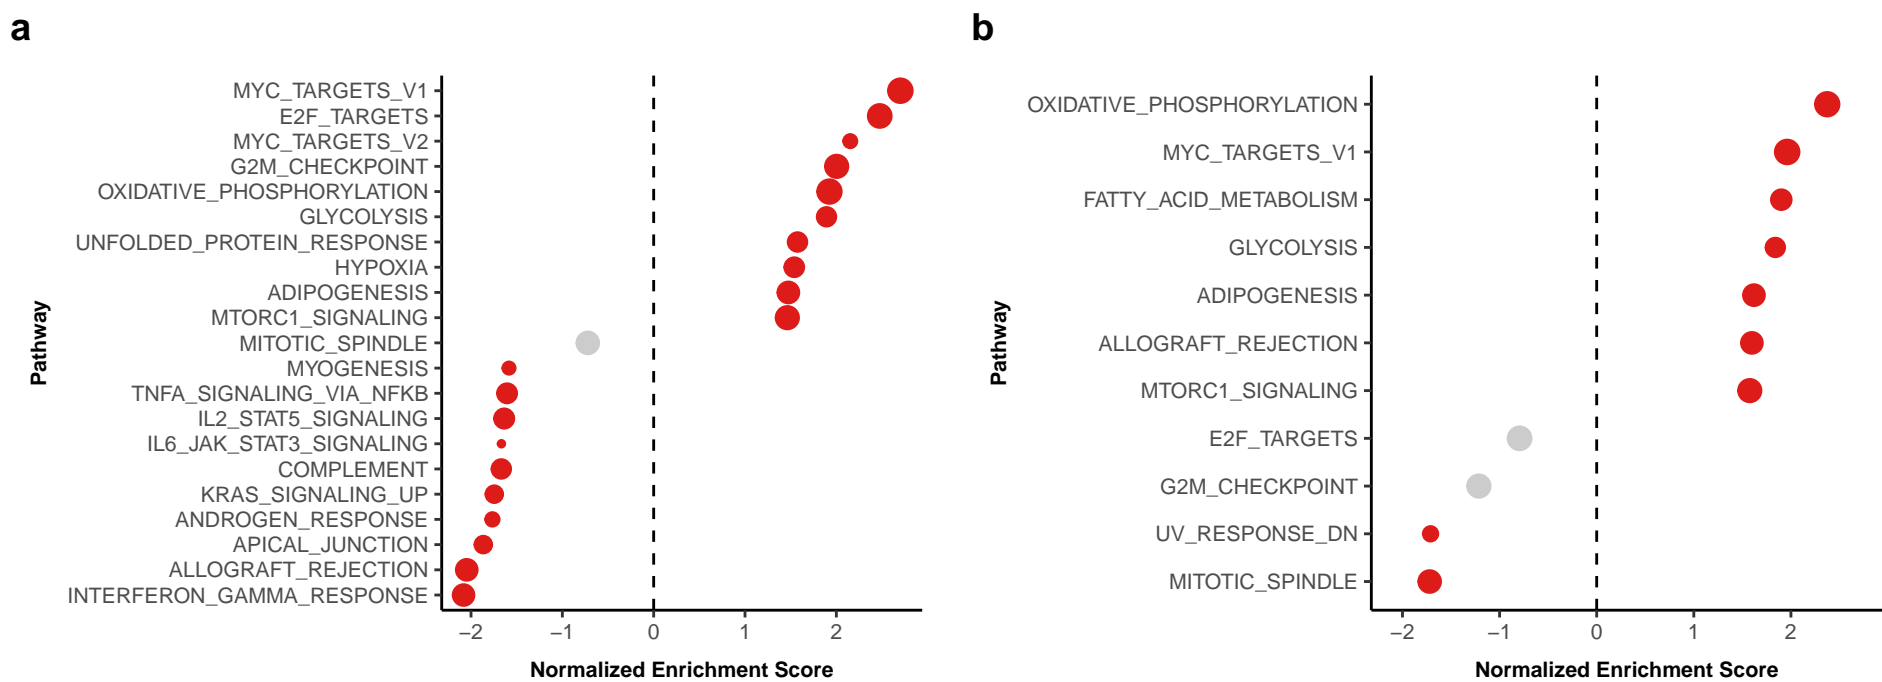 a
MYC_TARGETS_V1
E2F_TARGETS
MYC_TARGETS_V2
G2M_CHECKPOINT
OXIDATIVE_PHOSPHORYLATION
GLYCOLYSIS
UNFOLDED_PROTEIN_RESPONSE
HYPOXIA
ADIPOGENESIS
MTORC1_SIGNALING
MITOTIC_SPINDLE
MYOGENESIS
TNFA_SIGNALING_VIA_NFKB
IL2_STAT5_SIGNALING
IL6_JAK_STAT3_SIGNALING
COMPLEMENT
KRAS_SIGNALING_UP
ANDROGEN_RESPONSE
APICAL_JUNCTION
ALLOGRAFT_REJECTION
INTERFERON_GAMMA_RESPONSE
Pathway
−2 −1 0 1 2
Normalized Enrichment Score
b
OXIDATIVE_PHOSPHORYLATION
MYC_TARGETS_V1
FATTY_ACID_METABOLISM
GLYCOLYSIS
ADIPOGENESIS
ALLOGRAFT_REJECTION
MTORC1_SIGNALING
E2F_TARGETS
G2M_CHECKPOINT
UV_RESPONSE_DN
MITOTIC_SPINDLE
Pathway
−2 −1 0 1 2
Normalized Enrichment Score